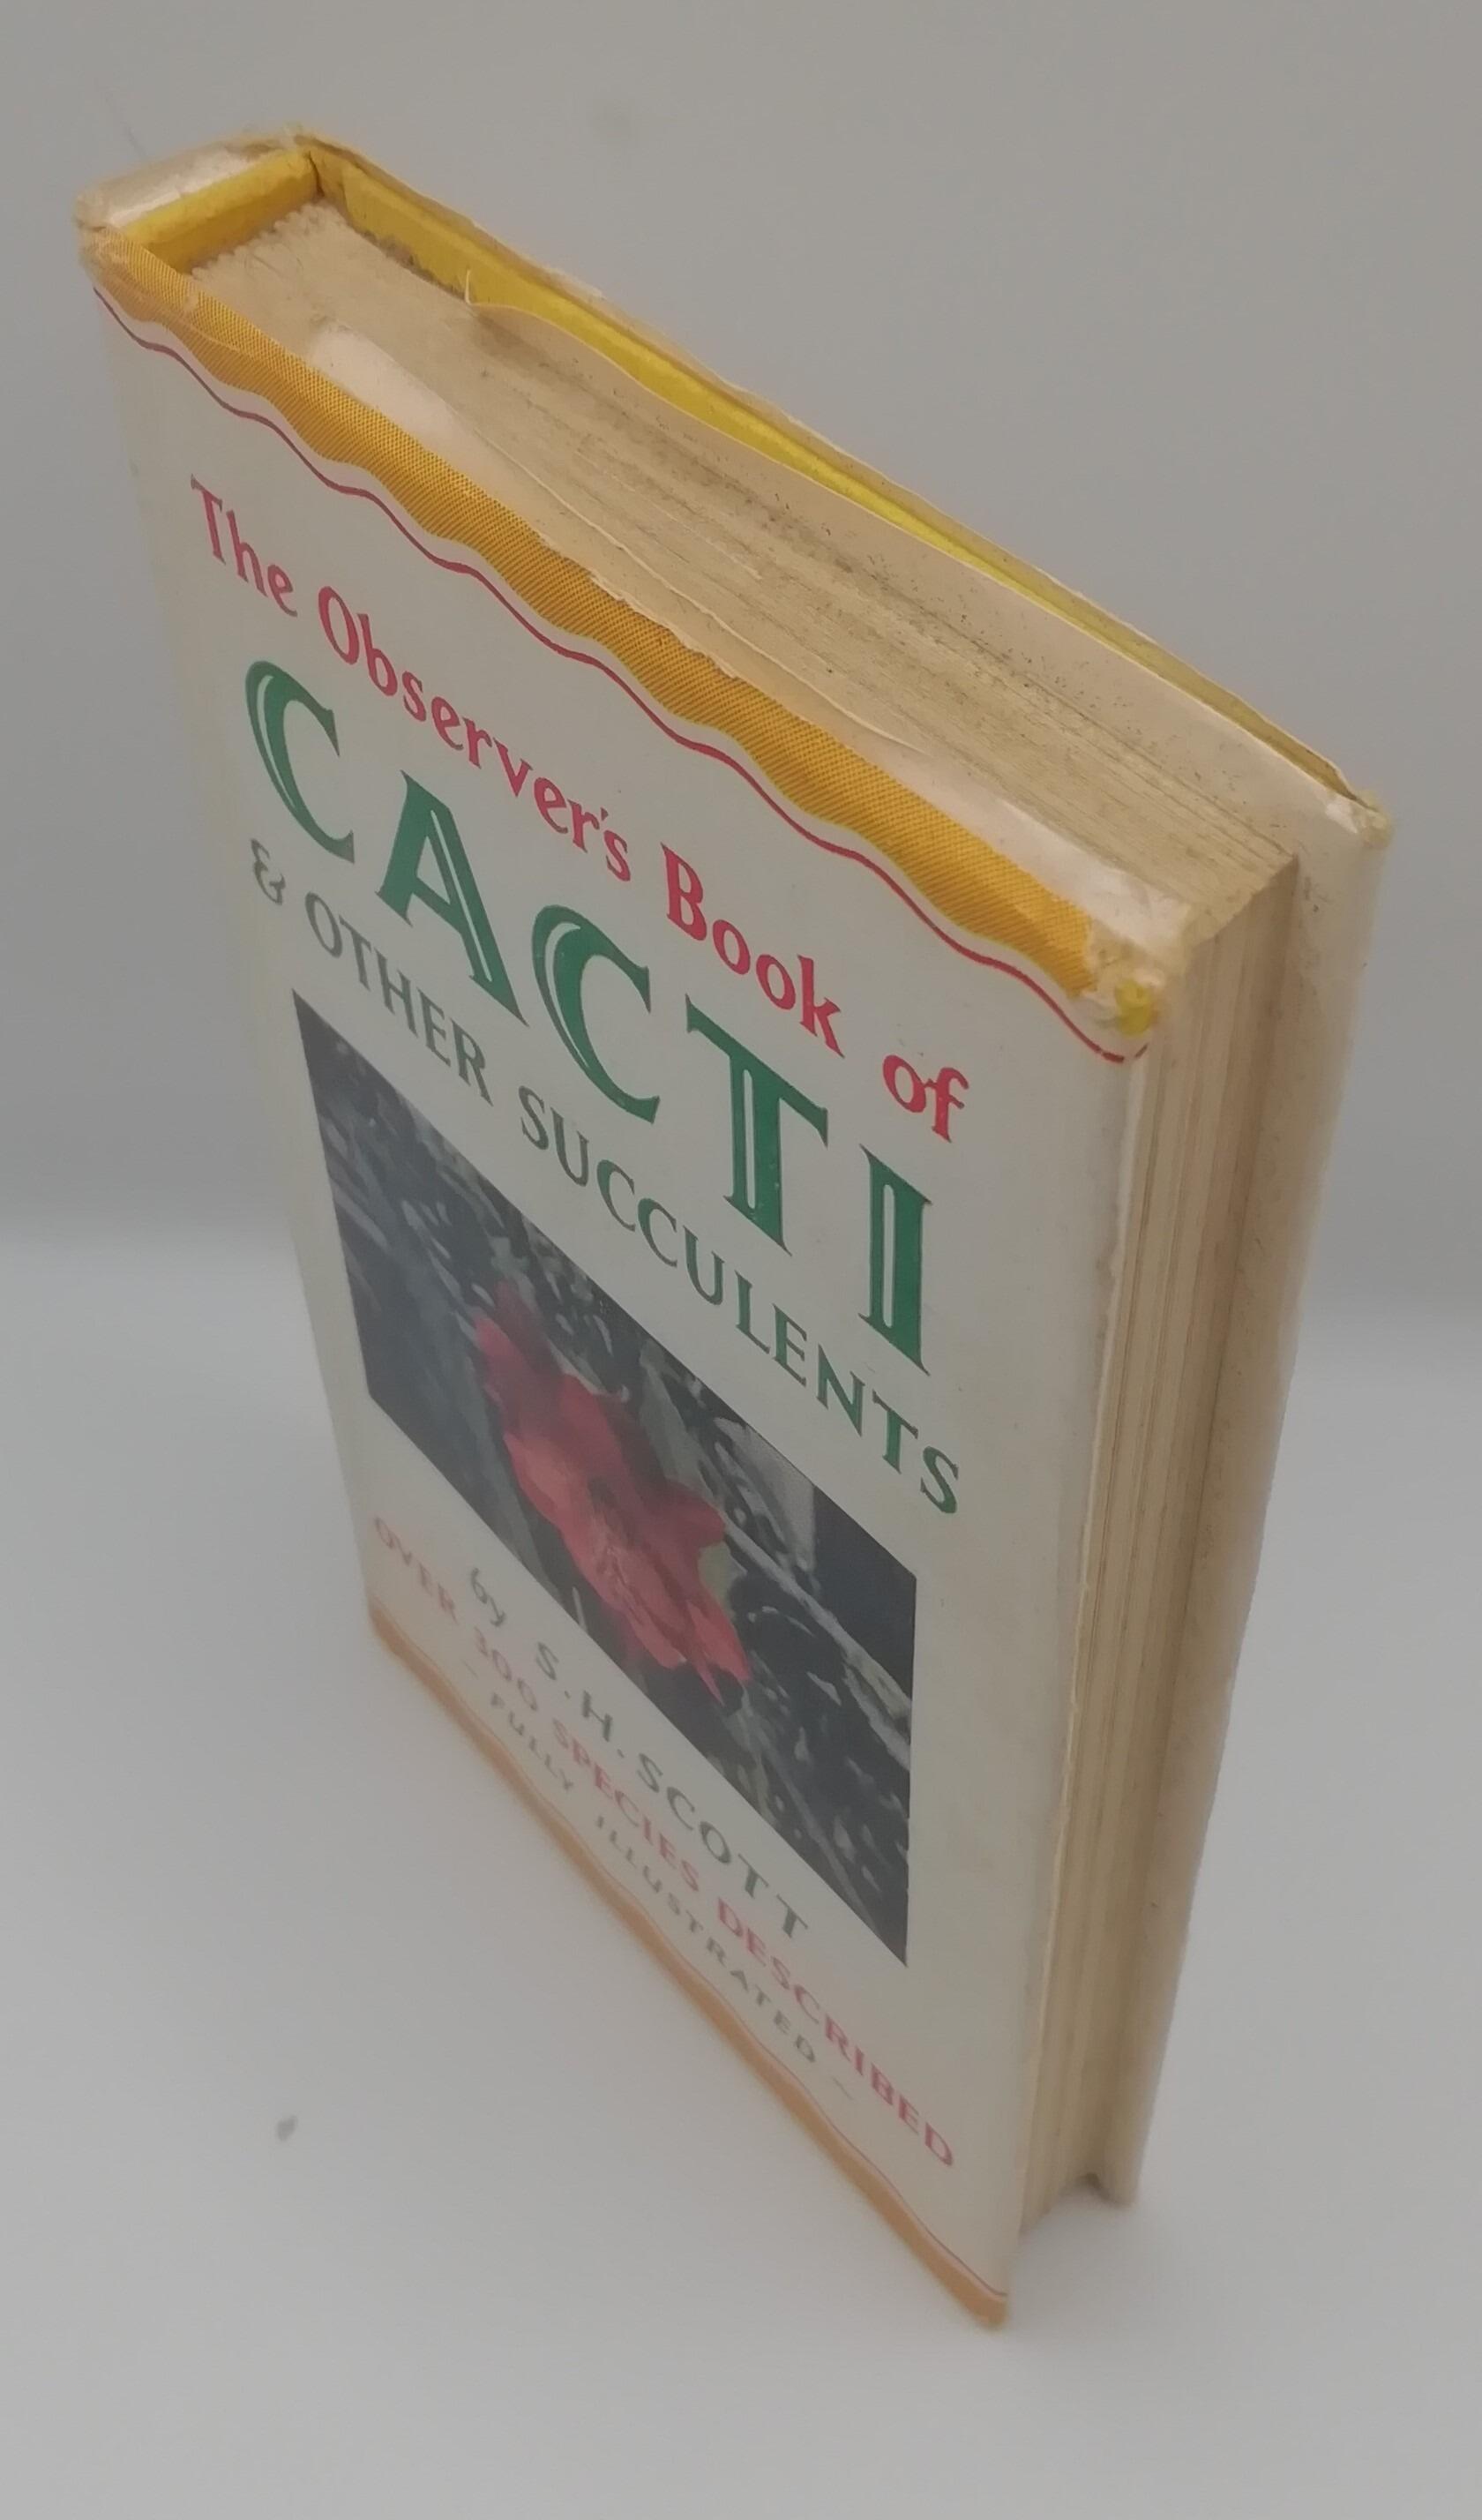 The Observer's Book of
CACTI
& OTHER SUCCULENTS
by S.H.SCOTT
OVER 300 SPECIES DESCRIBED
~ FULLY ILLUSTRATED ~